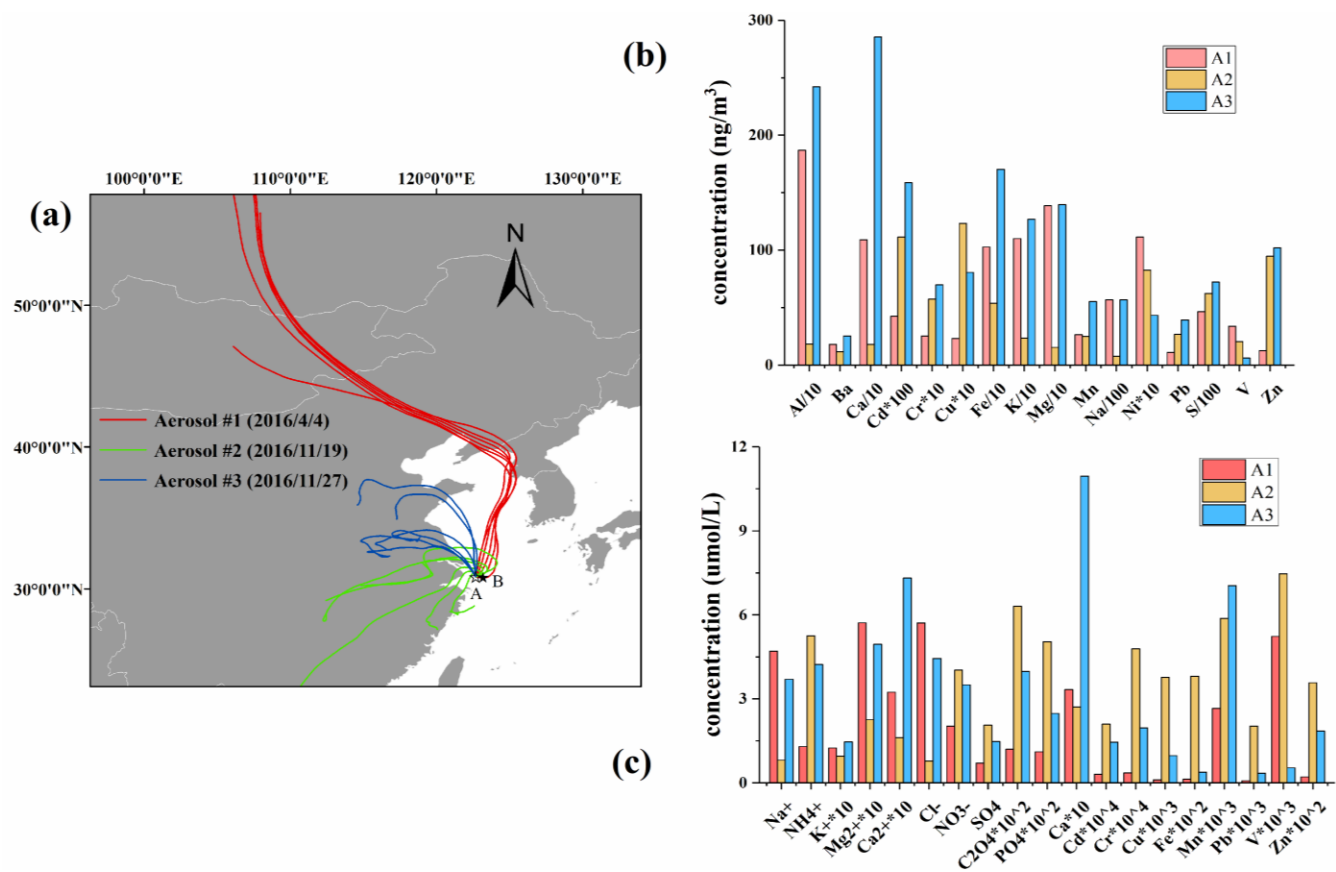 (a)
100°0'0"E 110°0'0"E 120°0'0"E 130°0'0"E
50°0'0"N
40°0'0"N
30°0'0"N
N
Aerosol #1 (2016/4/4)
Aerosol #2 (2016/11/19)
Aerosol #3 (2016/11/27)
A
B
(b)
concentration (ng/m³)
300
200
100
0
A1
A2
A3
Al/10 Ba Ca/10 Cd*100 Cr*10 Cu*10 Fe/10 K/10 Mg/10 Mn Na/100 Ni*10 Pb S/100 V Zn
(c)
concentration (umol/L)
12
9
6
3
0
A1
A2
A3
Na+ NH4+ K+*10 Mg2+*10 Ca2+*10 Cl- NO3- SO4 C2O4*10^2 PO4*10^2 Ca*10 Cd*10^4 Cr*10^4 Cu*10^3 Fe*10^2 Mn*10^3 Pb*10^3 V*10^3 Zn*10^2